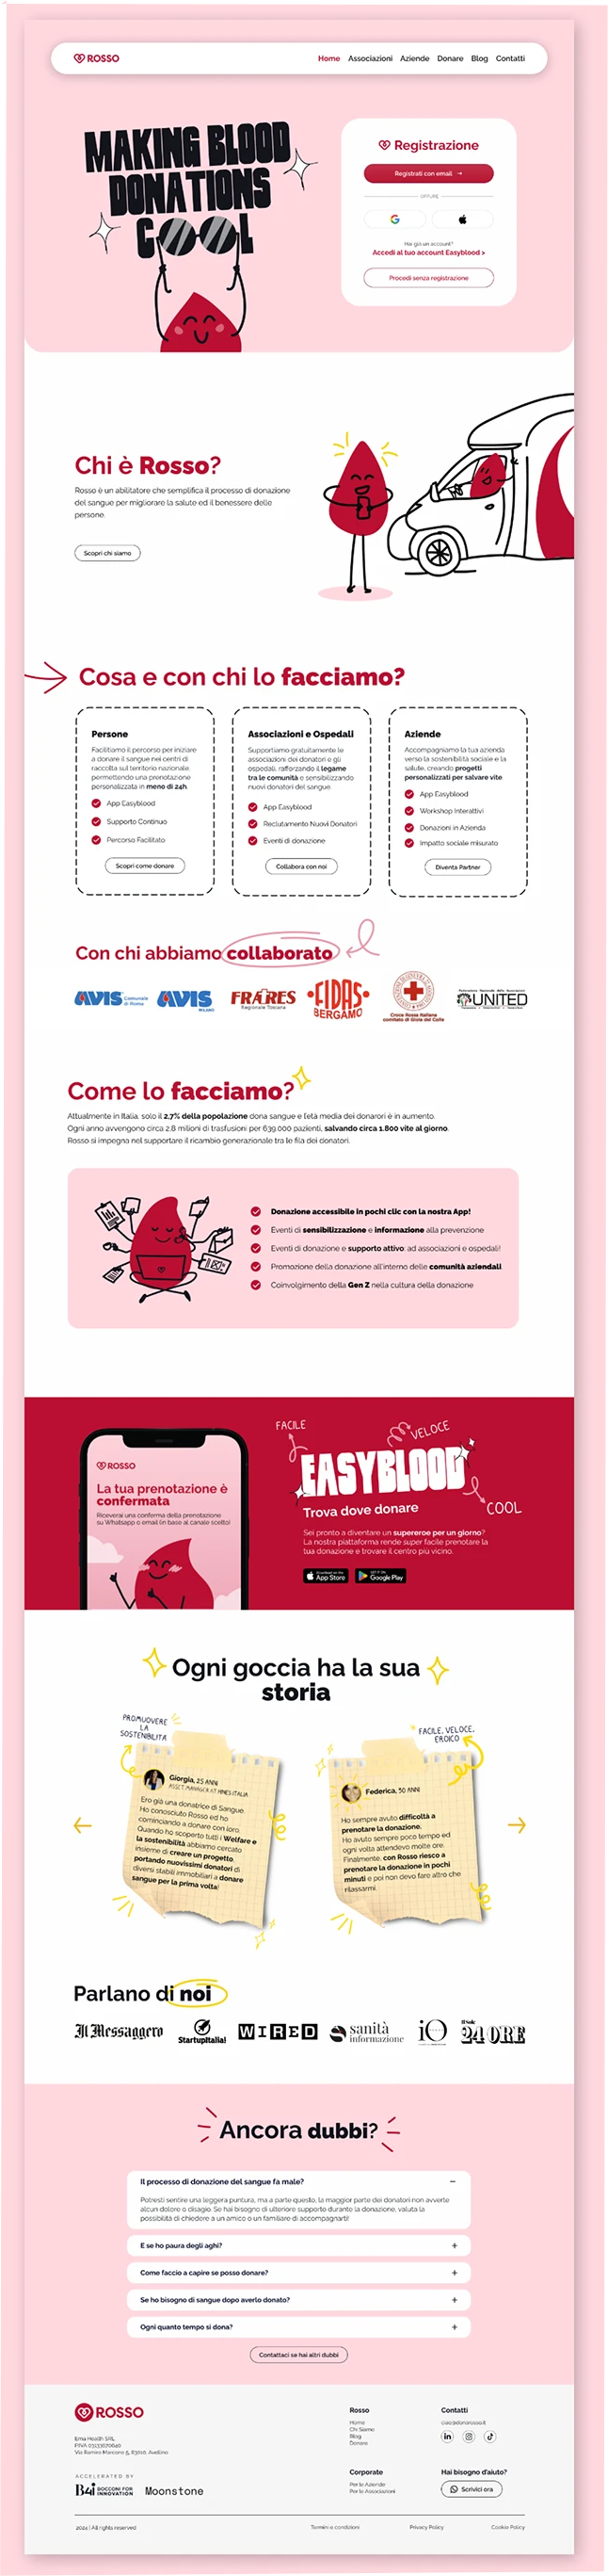 ROSSO
Home Associazioni Aziende Donare Blog Contatti
MAKING BLOOD
DONATIONS
COOL
Registrazione
Registrati con email →
OPPURE
Hai già un account?
Accedi al tuo account Easyblood >
Procedi senza registrazione
Chi è Rosso?
Rosso è un abilitatore che semplifica il processo di donazione
del sangue per migliorare la salute ed il benessere delle
persone.
Scopri chi siamo
Cosa e con chi lo facciamo?
Persone
Facilitiamo il percorso per iniziare
a donare il sangue nei centri di
raccolta sul territorio nazionale
permettendo una prenotazione
personalizzata in meno di 24h.
App Easyblood
Supporto Continuo
Percorso Facilitato
Scopri come donare
Associazioni e Ospedali
Supportiamo gratuitamente le
associazioni dei donatori e gli
ospedali, rafforzando il legame
tra le comunità e sensibilizzando
nuovi donatori del sangue
App Easyblood
Reclutamento Nuovi Donatori
Eventi di donazione
Collabora con noi
Aziende
Accompagniamo la tua azienda
verso la sostenibilità sociale e la
salute, creando progetti
personalizzati per salvare vite
App Easyblood
Workshop Interattivi
Donazioni in Azienda
Impatto sociale misurato
Diventa Partner
Con chi abbiamo collaborato
AVIS Comunale
di Roma
AVIS
MILANO
FRATRES
Regionale Toscana
FIDAS
BERGAMO
Croce Rossa Italiana
comitato di Gioia del Colle
UNITED
Come lo facciamo?
Attualmente in Italia, solo il 2,7% della popolazione dona sangue e l'età media dei donarori è in aumento.
Ogni anno avvengono circa 2.8 milioni di trasfusioni per 639.000 pazienti, salvando circa 1.800 vite al giorno.
Rosso si impegna nel supportare il ricambio generazionale tra le fila dei donatori.
Donazione accessibile in pochi clic con la nostra App!
Eventi di sensibilizzazione e informazione alla prevenzione
Eventi di donazione e supporto attivo: ad associazioni e ospedali!
Promozione della donazione all'interno delle comunità aziendali
Coinvolgimento della Gen Z nella cultura della donazione
ROSSO
La tua prenotazione è
confermata
Riceverai una conferma della prenotazione
su Whatsapp o email (in base al canale scelto)
FACILE
VELOCE
EASYBLOOD
COOL
Trova dove donare
Sei pronto a diventare un supereroe per un giorno?
La nostra piattaforma rende super facile prenotare la
tua donazione e trovare il centro più vicino.
Download on the
App Store
GET IT ON
Google Play
Ogni goccia ha la sua
storia
PROMUOVERE
LA
SOSTENIBILITÀ
Giorgia, 25 ANNI
ASSET MANAGER AT HINES ITALIA
Ero già una donatrice di Sangue.
Ho conosciuto Rosso ed ho
cominciando a donare con loro.
Quando ho scoperto tutti i Welfare e
la sostenibilità abbiamo cercato
insieme di creare un progetto,
portando nuovissimi donatori di
diversi stabili immobiliari a donare
sangue per la prima volta!
FACILE, VELOCE,
EROICO
Federica, 30 ANNI
Ho sempre avuto difficoltà a
prenotare la donazione.
Ho avuto sempre poco tempo ed
ogni volta attendevo molte ore.
Finalmente, con Rosso riesco a
prenotare la donazione in pochi
minuti e poi non devo fare altro che
rilassarmi.
Parlano di noi
Il Messaggero
StartupItalia!
WIRED
sanità
informazione
iO
Il Sole
24 ORE
Ancora dubbi?
Il processo di donazione del sangue fa male?
Potresti sentire una leggera puntura, ma a parte questo, la maggior parte dei donatori non avverte
alcun dolore o disagio. Se hai bisogno di ulteriore supporto durante la donazione, valuta la
possibilità di chiedere a un amico o un familiare di accompagnarti!
E se ho paura degli aghi?
Come faccio a capire se posso donare?
Se ho bisogno di sangue dopo averlo donato?
Ogni quanto tempo si dona?
Contattaci se hai altri dubbi
ROSSO
Ema Health SRL
P.IVA 03133670640
Via Ramiro Marcone 5, 83010, Avellino
ACCELERATED BY
B4i BOCCONI FOR
INNOVATION
Moonstone
Rosso
Home
Chi Siamo
Blog
Donare
Contatti
ciao@donarosso.it
Corporate
Per le Aziende
Per le Associazioni
Hai bisogno d'aiuto?
Scrivici ora
2024 | All rights reserved
Termini e condizioni
Privacy Policy
Cookie Policy